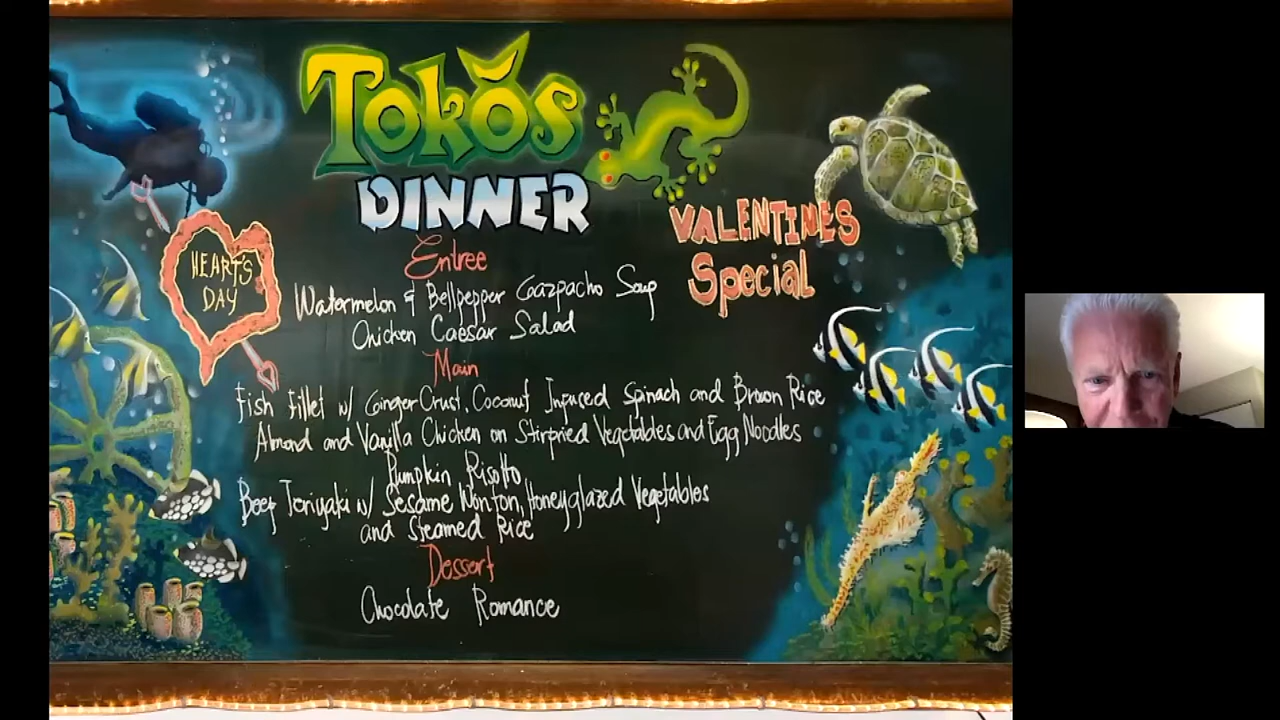 Tokos
DINNER
VALENTINES
Special
HEART'S
DAY
Entree
Watermelon & Bellpepper Gazpacho Soup
Chicken Caesar Salad
Main
Fish Fillet w/ Ginger Crust, Coconut Infused Spinach and Brown Rice
Almond and Vanilla Chicken on Stirfried Vegetables and Egg Noodles
Pumpkin Risotto
Beef Teriyaki w/ Sesame Wonton, Honeyglazed Vegetables
and Steamed Rice
Dessert
Chocolate Romance